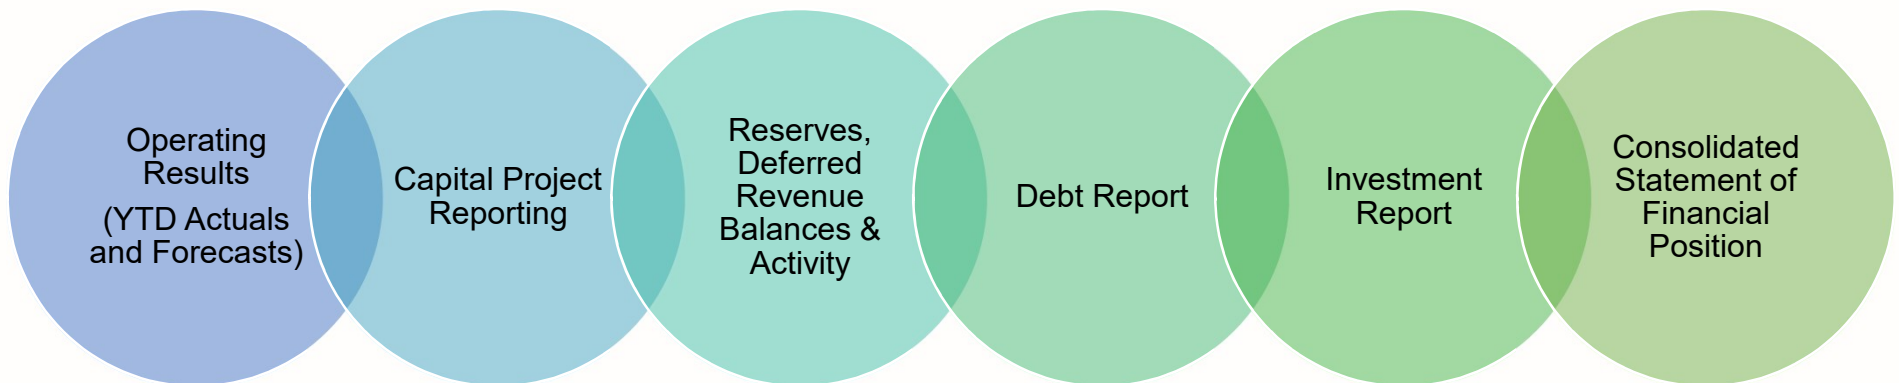 Operating
Results
(YTD Actuals
and Forecasts)
Capital Project
Reporting
Reserves,
Deferred
Revenue
Balances &
Activity
Debt Report
Investment
Report
Consolidated
Statement of
Financial
Position